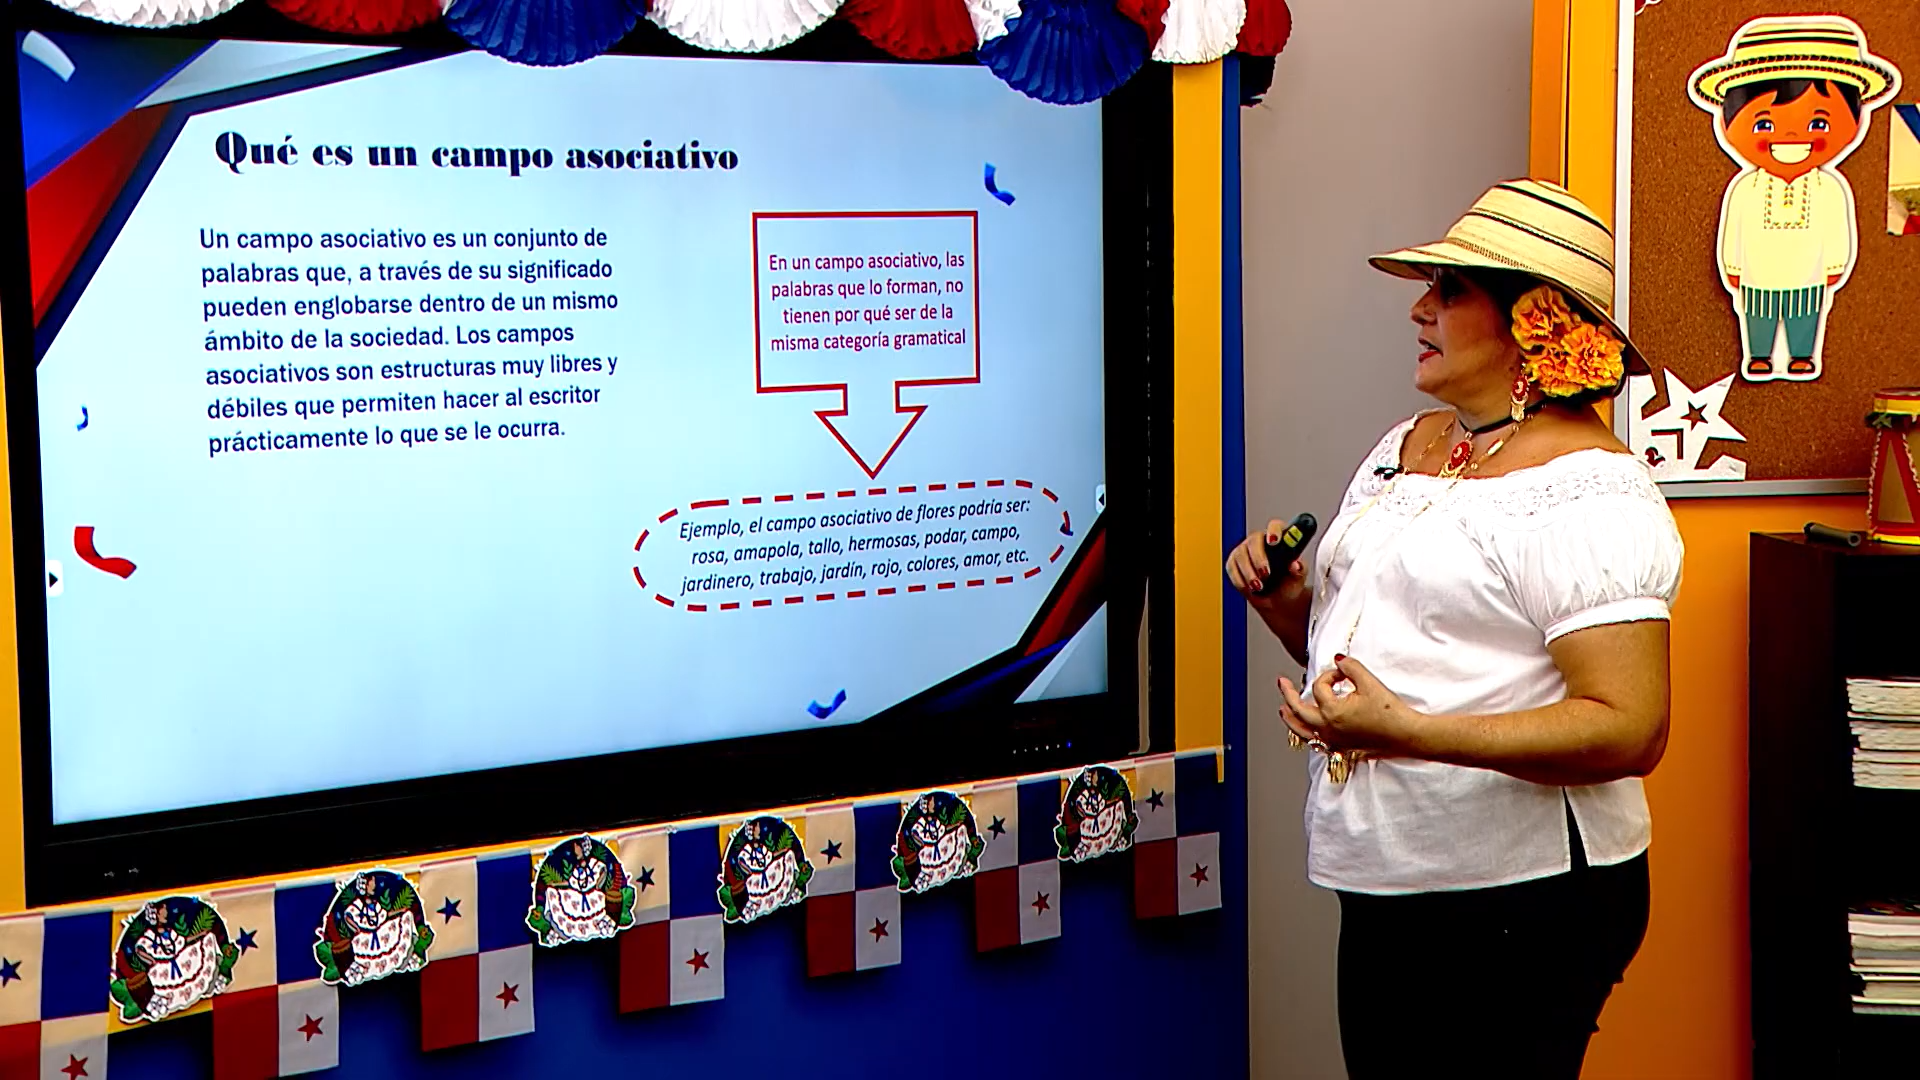 Qué es un campo asociativo
Un campo asociativo es un conjunto de
palabras que, a través de su significado
pueden englobarse dentro de un mismo
ámbito de la sociedad. Los campos
asociativos son estructuras muy libres y
débiles que permiten hacer al escritor
prácticamente lo que se le ocurra.
En un campo asociativo, las
palabras que lo forman, no
tienen por qué ser de la
misma categoría gramatical
Ejemplo, el campo asociativo de flores podría ser:
rosa, amapola, tallo, hermosas, podar, campo,
jardinero, trabajo, jardín, rojo, colores, amor, etc.